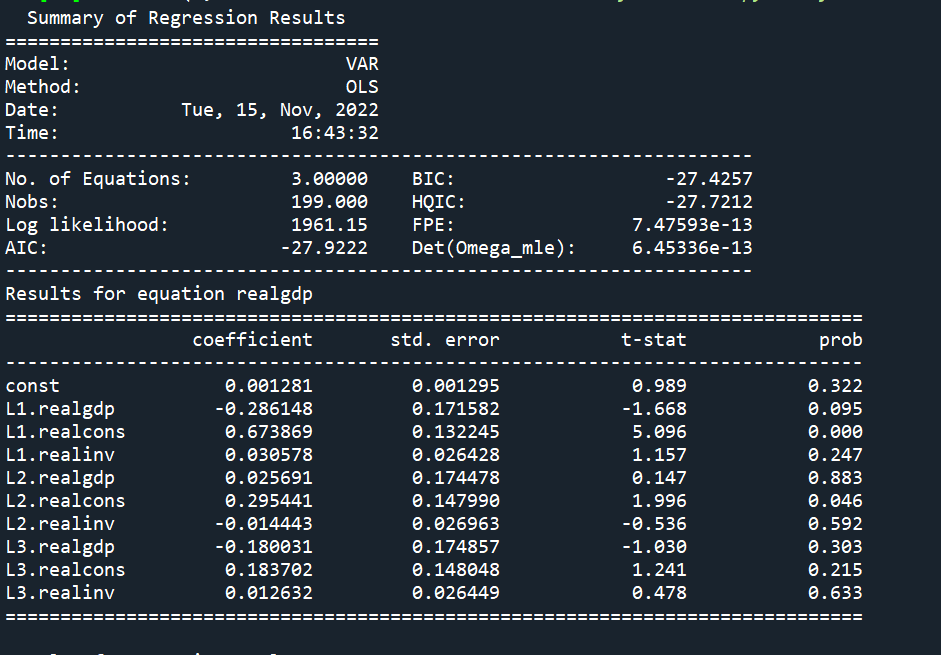 Summary of Regression Results
==================================
Model: VAR
Method: OLS
Date: Tue, 15, Nov, 2022
Time: 16:43:32
--------------------------------------------------------------------
No. of Equations: 3.00000 BIC: -27.4257
Nobs: 199.000 HQIC: -27.7212
Log likelihood: 1961.15 FPE: 7.47593e-13
AIC: -27.9222 Det(Omega_mle): 6.45336e-13
--------------------------------------------------------------------
Results for equation realgdp
==============================================================================
coefficient std. error t-stat prob
------------------------------------------------------------------------------
const 0.001281 0.001295 0.989 0.322
L1.realgdp -0.286148 0.171582 -1.668 0.095
L1.realcons 0.673869 0.132245 5.096 0.000
L1.realinv 0.030578 0.026428 1.157 0.247
L2.realgdp 0.025691 0.174478 0.147 0.883
L2.realcons 0.295441 0.147990 1.996 0.046
L2.realinv -0.014443 0.026963 -0.536 0.592
L3.realgdp -0.180031 0.174857 -1.030 0.303
L3.realcons 0.183702 0.148048 1.241 0.215
L3.realinv 0.012632 0.026449 0.478 0.633
==============================================================================